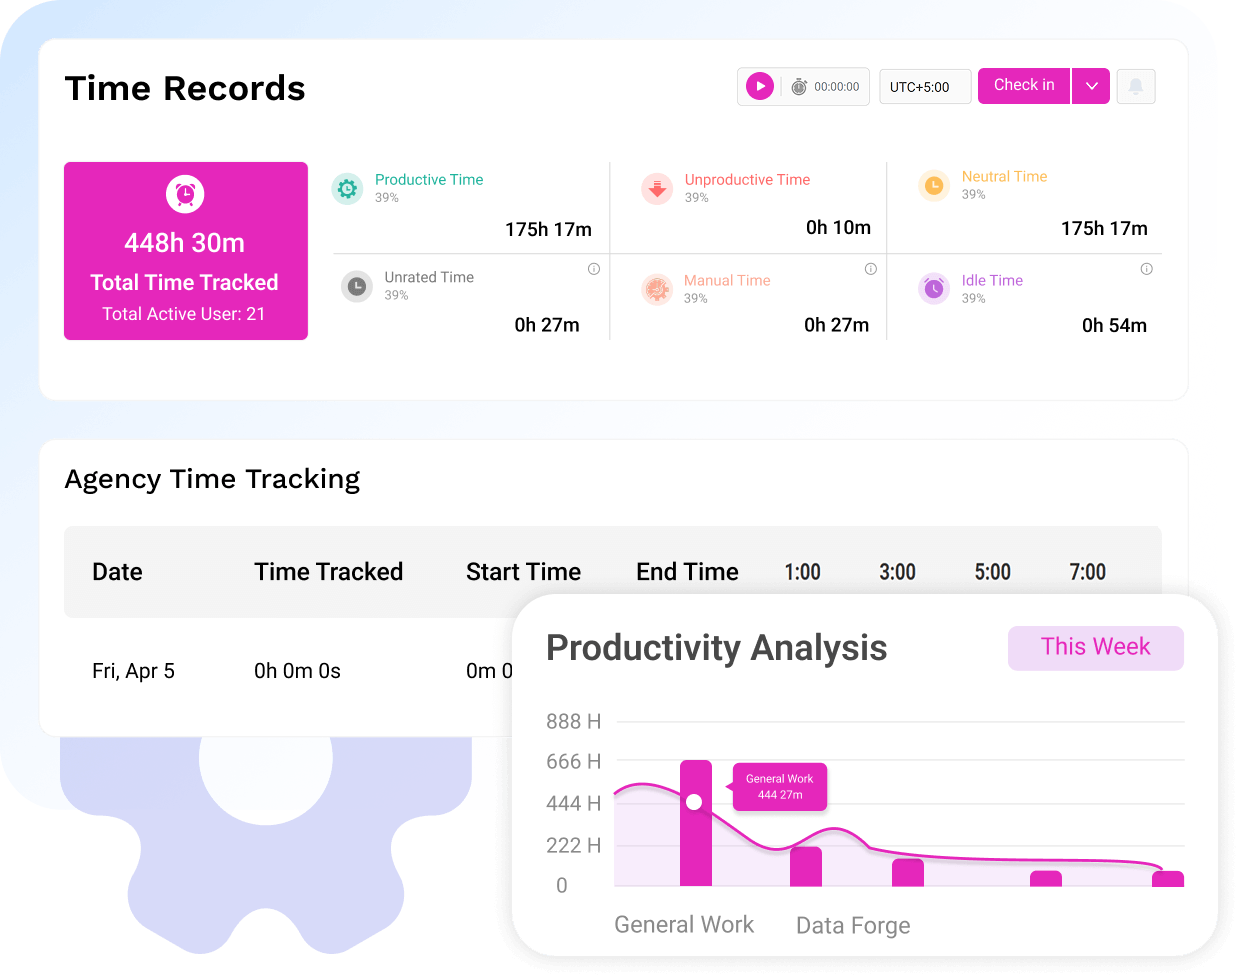 Time Records
00:00:00
UTC+5:00
Check in
448h 30m
Total Time Tracked
Total Active User: 21
Productive Time
39%
175h 17m
Unproductive Time
39%
0h 10m
Neutral Time
39%
175h 17m
Unrated Time
39%
0h 27m
Manual Time
39%
0h 27m
Idle Time
39%
0h 54m
Agency Time Tracking
Date Time Tracked Start Time End Time 1:00 3:00 5:00 7:00
Fri, Apr 5 0h 0m 0s 0m 0
Productivity Analysis
This Week
888 H
666 H
444 H
222 H
0
General Work
444 27m
General Work Data Forge